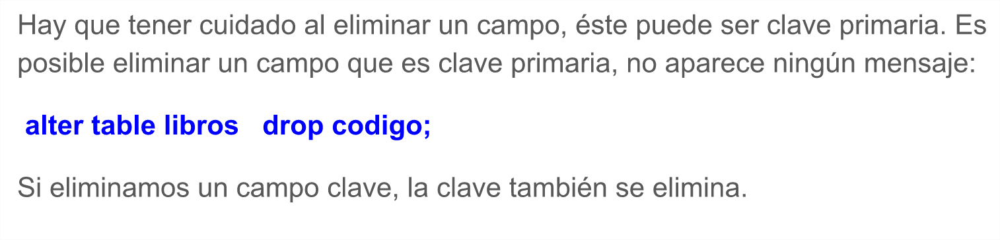 Hay que tener cuidado al eliminar un campo, éste puede ser clave primaria. Es
posible eliminar un campo que es clave primaria, no aparece ningún mensaje:
alter table libros   drop codigo;
Si eliminamos un campo clave, la clave también se elimina.